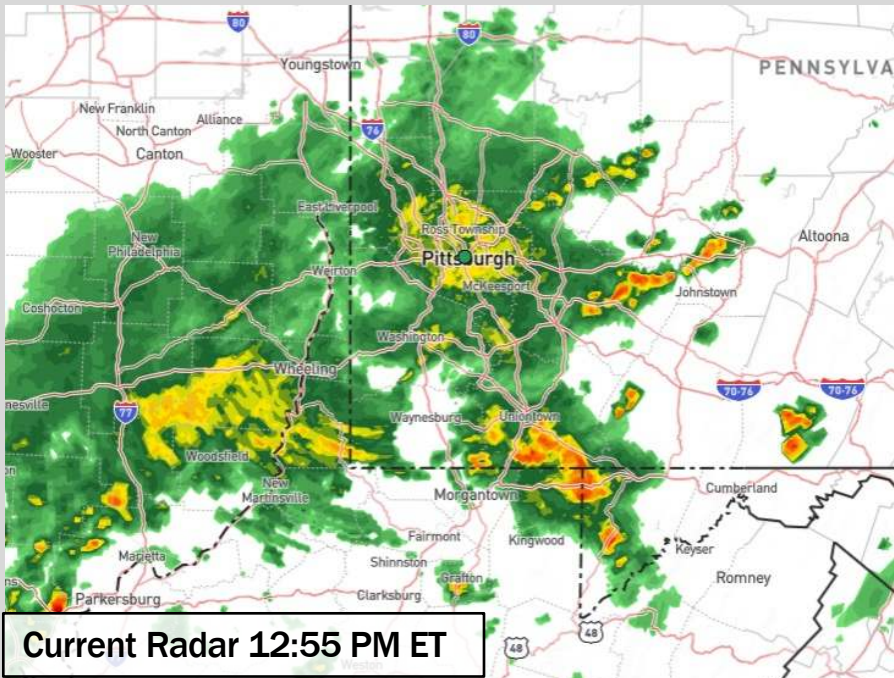 80
80
Youngstown
PENNSYLVA
New Franklin
Alliance
76
North Canton
Wooster
Canton
East Liverpool
New
Philadelphia
Ross Township
Altoona
Pittsburgh
Weirton
McKeesport
Johnstown
Coshocton
Washington
Wheeling
70-76
70-76
nesville
77
Waynesburg
Uniontown
Woodsfield
New
Martinsville
Morgantown
Cumberland
Fairmont
Kingwood
Keyser
Marietta
Shinnston
Grafton
Romney
Clarksburg
Parkersburg
48
48
Current Radar 12:55 PM ET
Weston